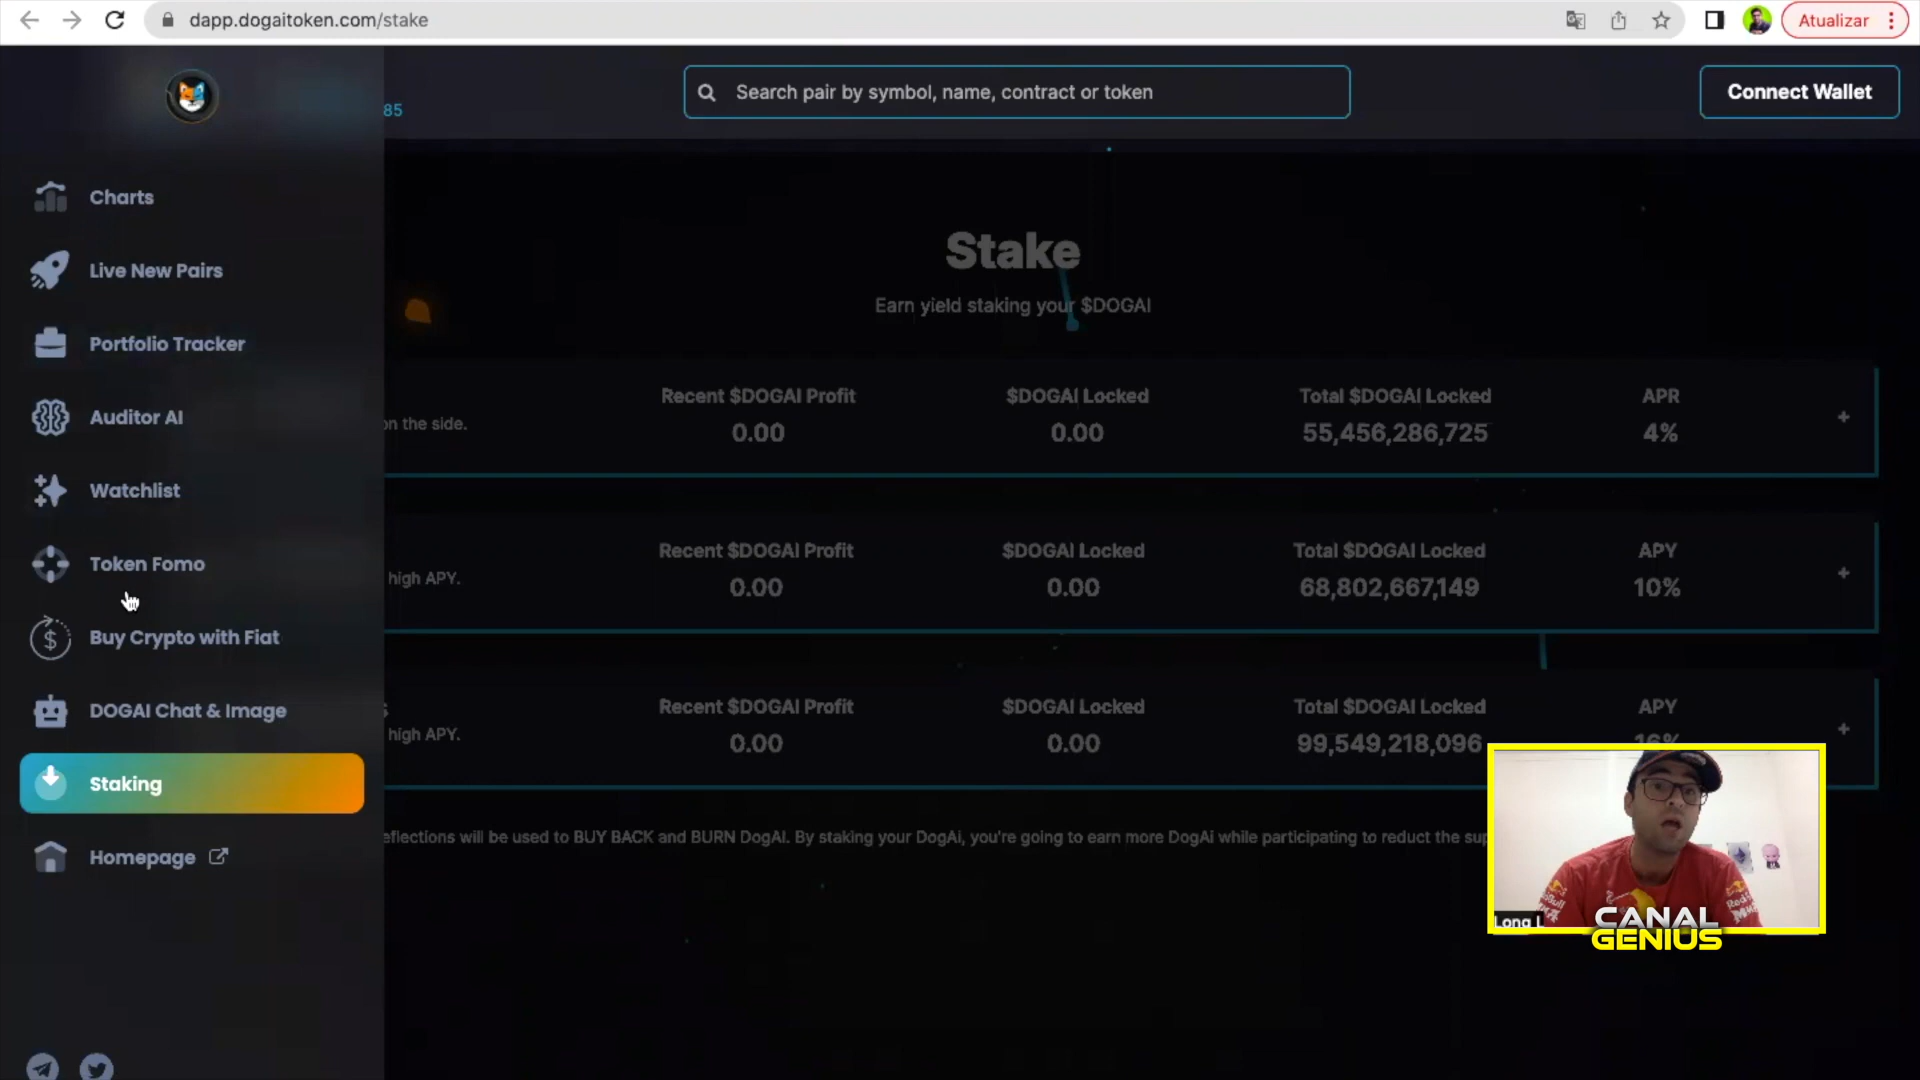 dapp.dogaitoken.com/stake
Atualizar
85
Search pair by symbol, name, contract or token
Connect Wallet
Charts
Live New Pairs
Portfolio Tracker
Auditor AI
Watchlist
Token Fomo
Buy Crypto with Fiat
DOGAI Chat & Image
Staking
Homepage
Stake
Earn yield staking your $DOGAI
on the side.
Recent $DOGAI Profit
0.00
$DOGAI Locked
0.00
Total $DOGAI Locked
55,456,286,725
APR
4%
+
high APY.
Recent $DOGAI Profit
0.00
$DOGAI Locked
0.00
Total $DOGAI Locked
68,802,667,149
APY
10%
+
high APY.
Recent $DOGAI Profit
0.00
$DOGAI Locked
0.00
Total $DOGAI Locked
99,549,218,096
APY
16%
+
eflections will be used to BUY BACK and BURN DogAI. By staking your DogAi, you're going to earn more DogAi while participating to reduct the sup
Red Bull
Long L
CANAL
GENIUS